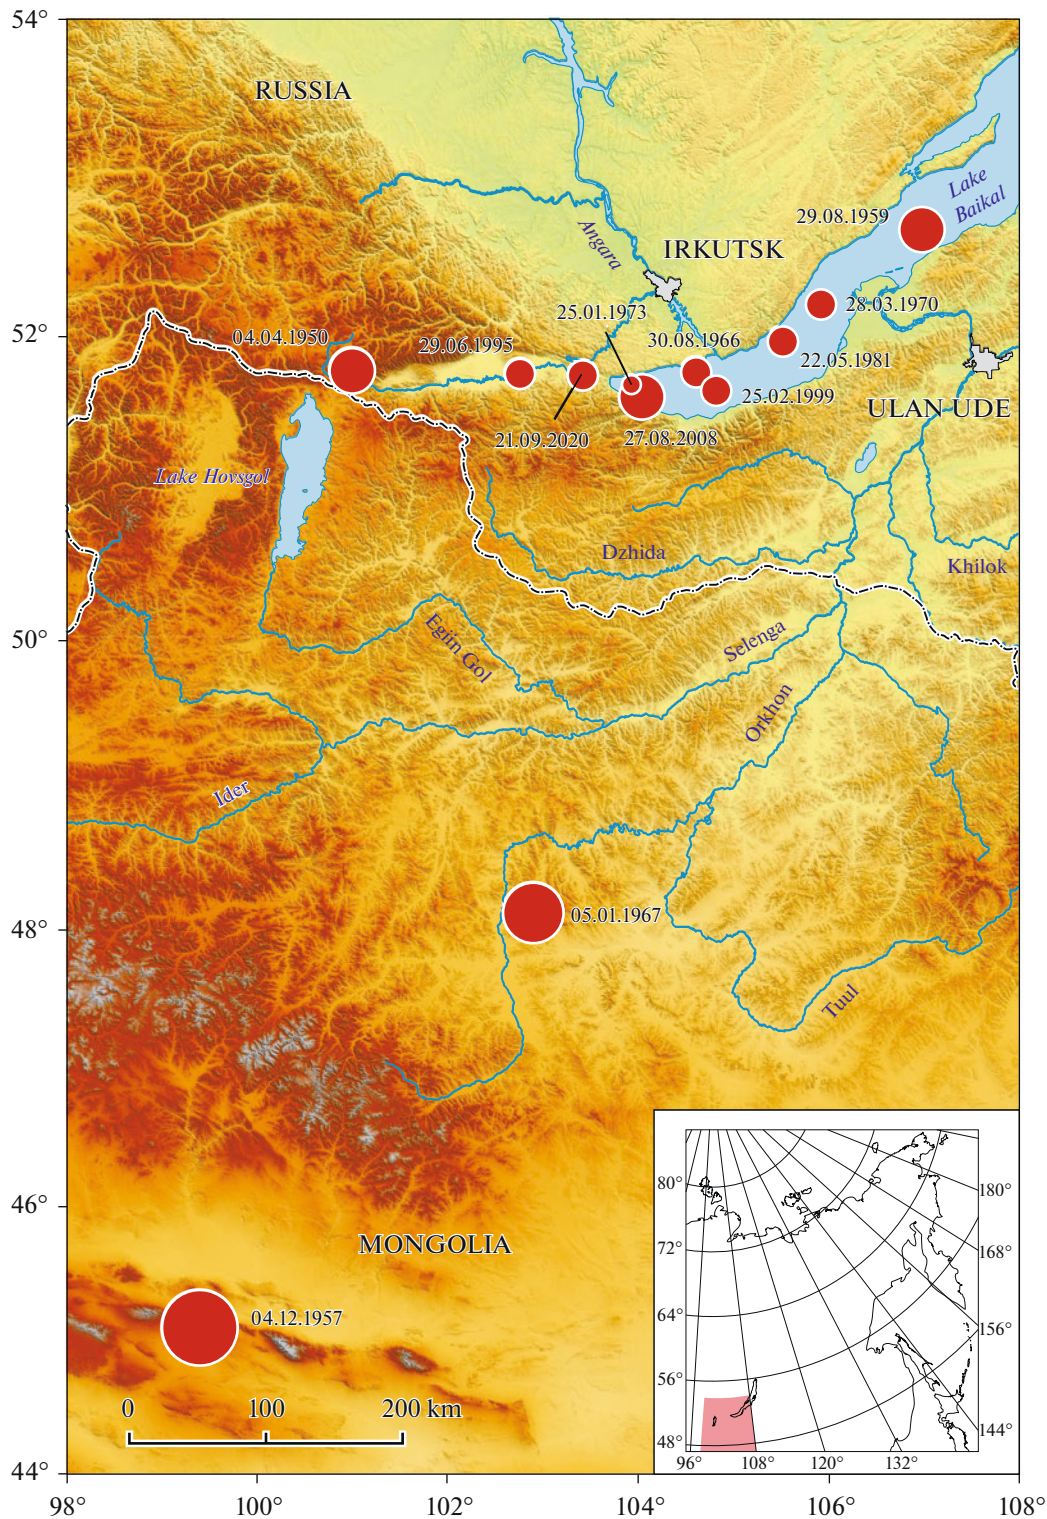 54°
RUSSIA
Lake
Baikal
29.08.1959
Angara
IRKUTSK
25.01.1973
28.03.1970
52°
04.04.1950
29.06.1995
30.08.1966
22.05.1981
25.02.1999
ULAN UDE
21.09.2020
27.08.2008
Lake Hovsgol
Dzhida
Khilok
50°
Egiin Gol
Selenga
Orkhon
Ider
48°
05.01.1967
Tuul
46°
MONGOLIA
04.12.1957
0 100 200 km
44°
98° 100° 102° 104° 106° 108°
80°
72°
64°
56°
48°
96° 108° 120° 132°
180°
168°
156°
144°